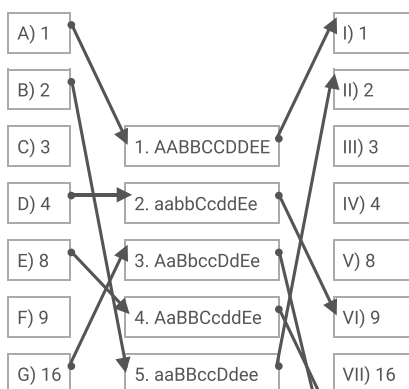 A) 1
B) 2
C) 3
D) 4
E) 8
F) 9
G) 16
1. AABBCCDDEE
2. aabbCcddEe
3. AaBbccDdEe
4. AaBBCcddEe
5. aaBBccDdee
I) 1
II) 2
III) 3
IV) 4
V) 8
VI) 9
VII) 16